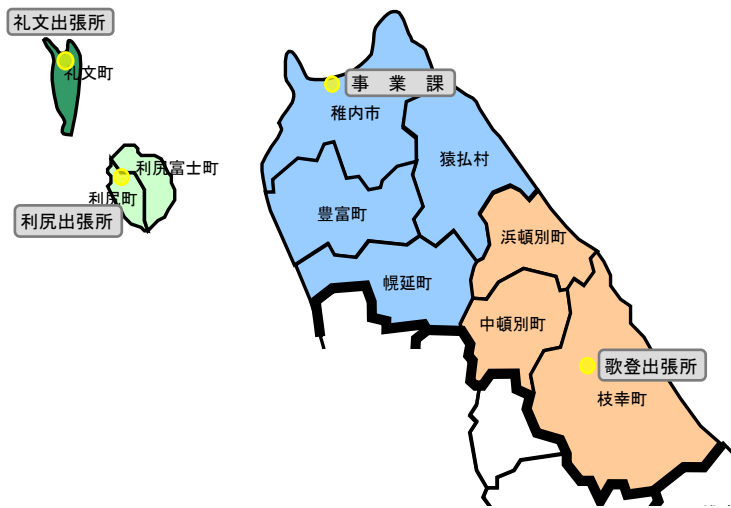 礼文出張所
礼文町
事　業　課
稚内市
猿払村
利尻富士町
利尻町
利尻出張所
豊富町
浜頓別町
幌延町
中頓別町
歌登出張所
枝幸町